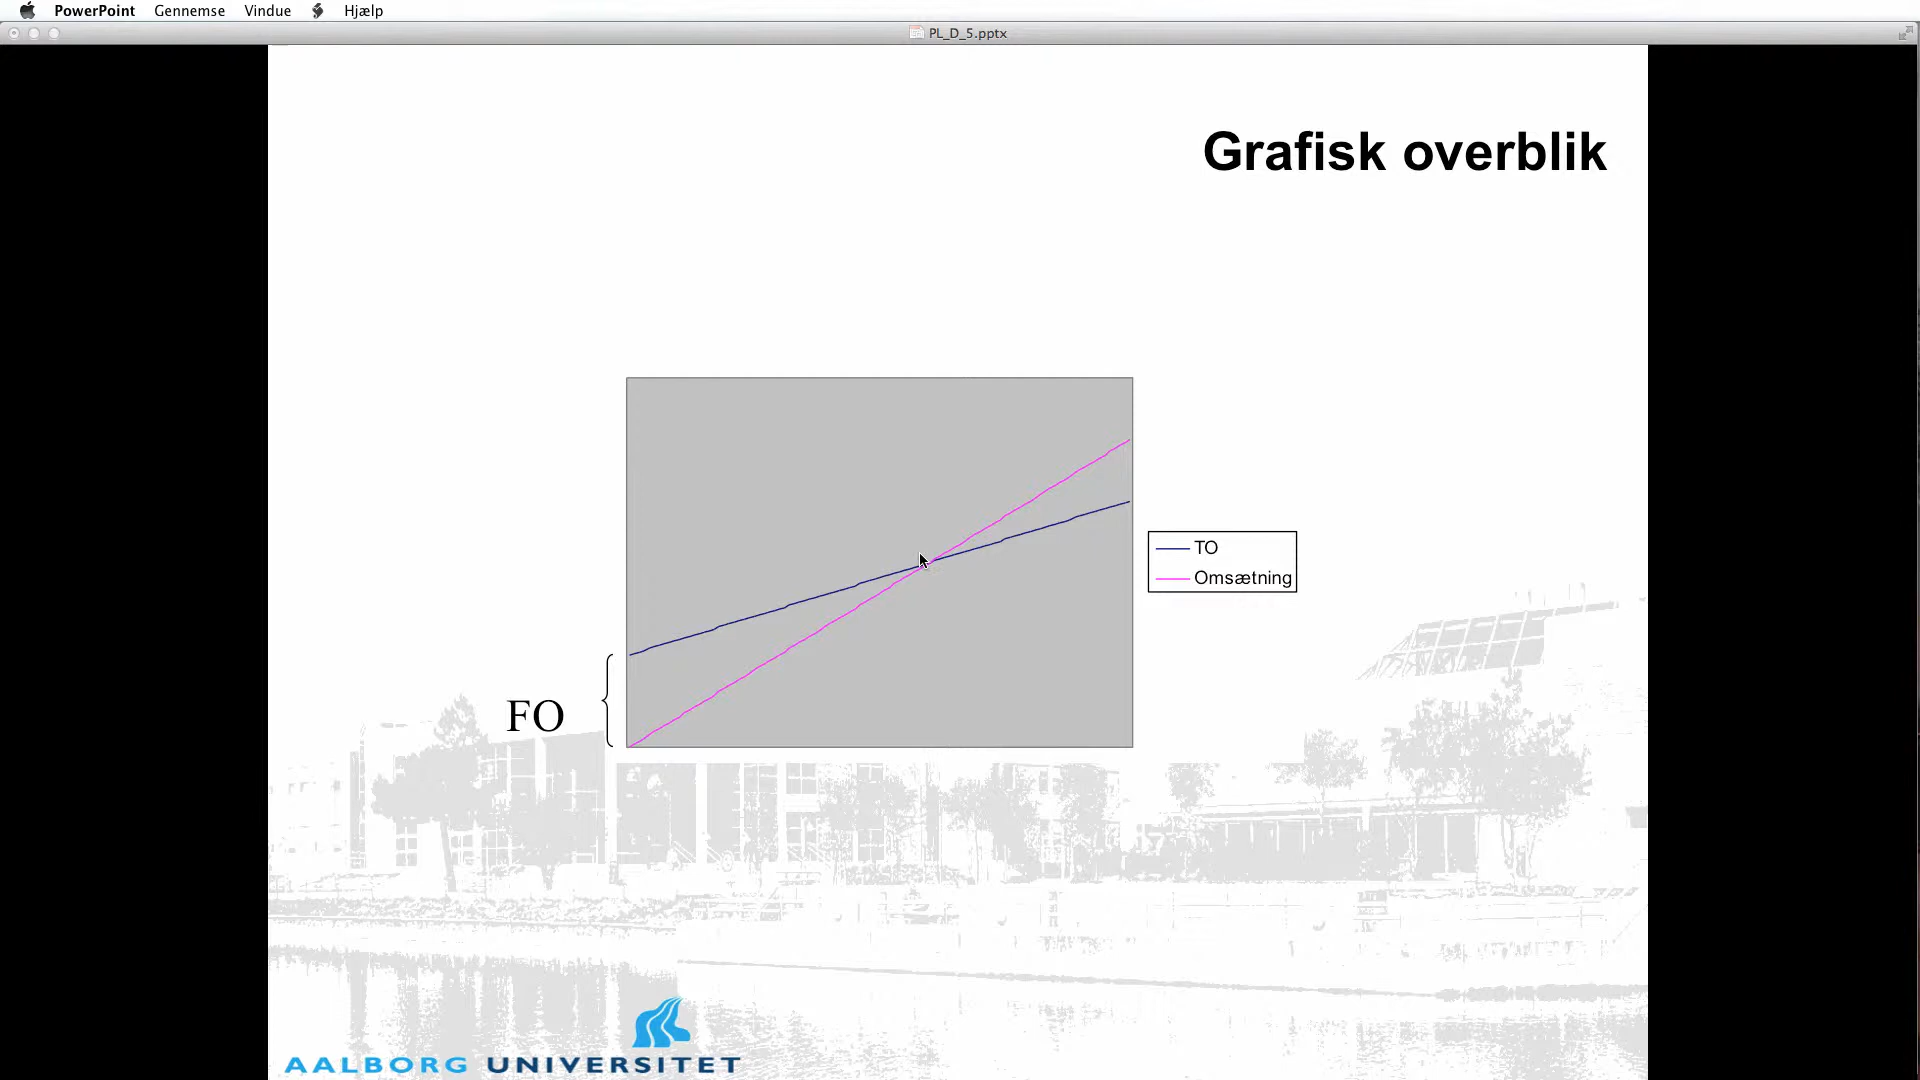 PowerPoint Gennemse Vindue Hjælp
PL_D_5.pptx
Grafisk overblik
TO
Omsætning
FO
AALBORG UNIVERSITET